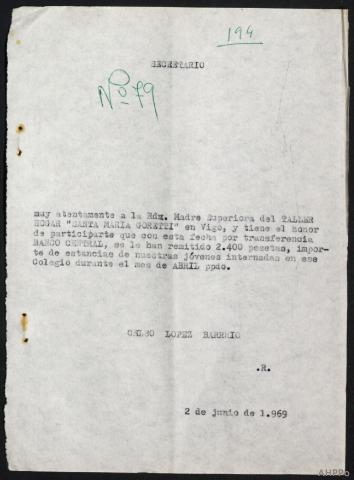 194
SECRETARIO
Nº 79
muy atentamente a la Rda. Madre Superiora del TALLER
HOGAR "SANTA MARIA GORETTI" en Vigo, y tiene el honor
de participarte que con esta fecha por transferencia
BANCO CENTRAL, se le han remitido 2.400 pesetas, impor-
te de estancias de nuestras jóvenes internadas en ese
Colegio durante el mes de ABRIL ppdo.
CELSO LOPEZ BARREIO
.R.
2 de junio de 1.969
AHPPo